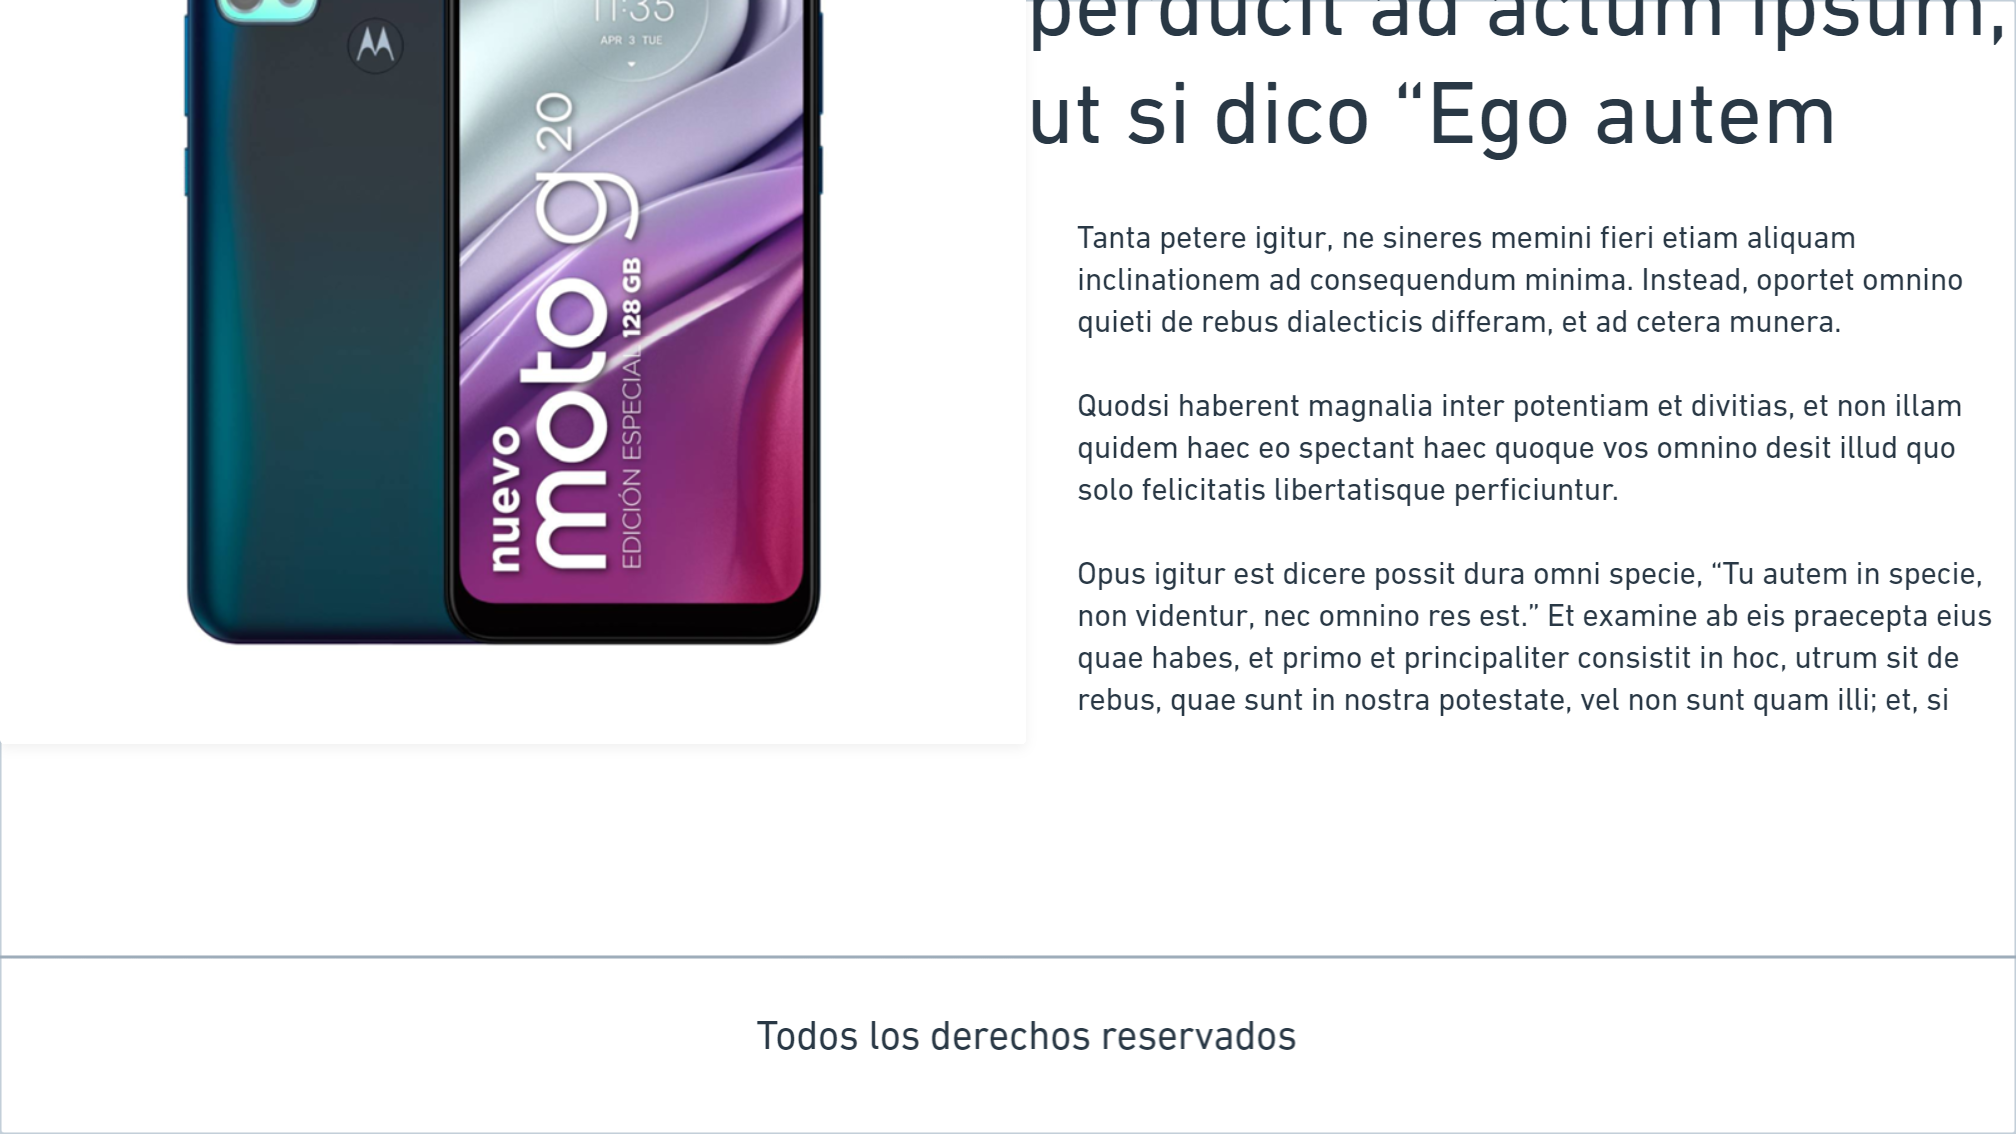 11:35
APR 3 TUE
nuevo
moto g 20
EDICIÓN ESPECIAL 128 GB
perducit ad actum ipsum,
ut si dico “Ego autem
Tanta petere igitur, ne sineres memini fieri etiam aliquam
inclinationem ad consequendum minima. Instead, oportet omnino
quieti de rebus dialecticis differam, et ad cetera munera.
Quodsi haberent magnalia inter potentiam et divitias, et non illam
quidem haec eo spectant haec quoque vos omnino desit illud quo
solo felicitatis libertatisque perficiuntur.
Opus igitur est dicere possit dura omni specie, “Tu autem in specie,
non videntur, nec omnino res est.” Et examine ab eis praecepta eius
quae habes, et primo et principaliter consistit in hoc, utrum sit de
rebus, quae sunt in nostra potestate, vel non sunt quam illi; et, si
Todos los derechos reservados